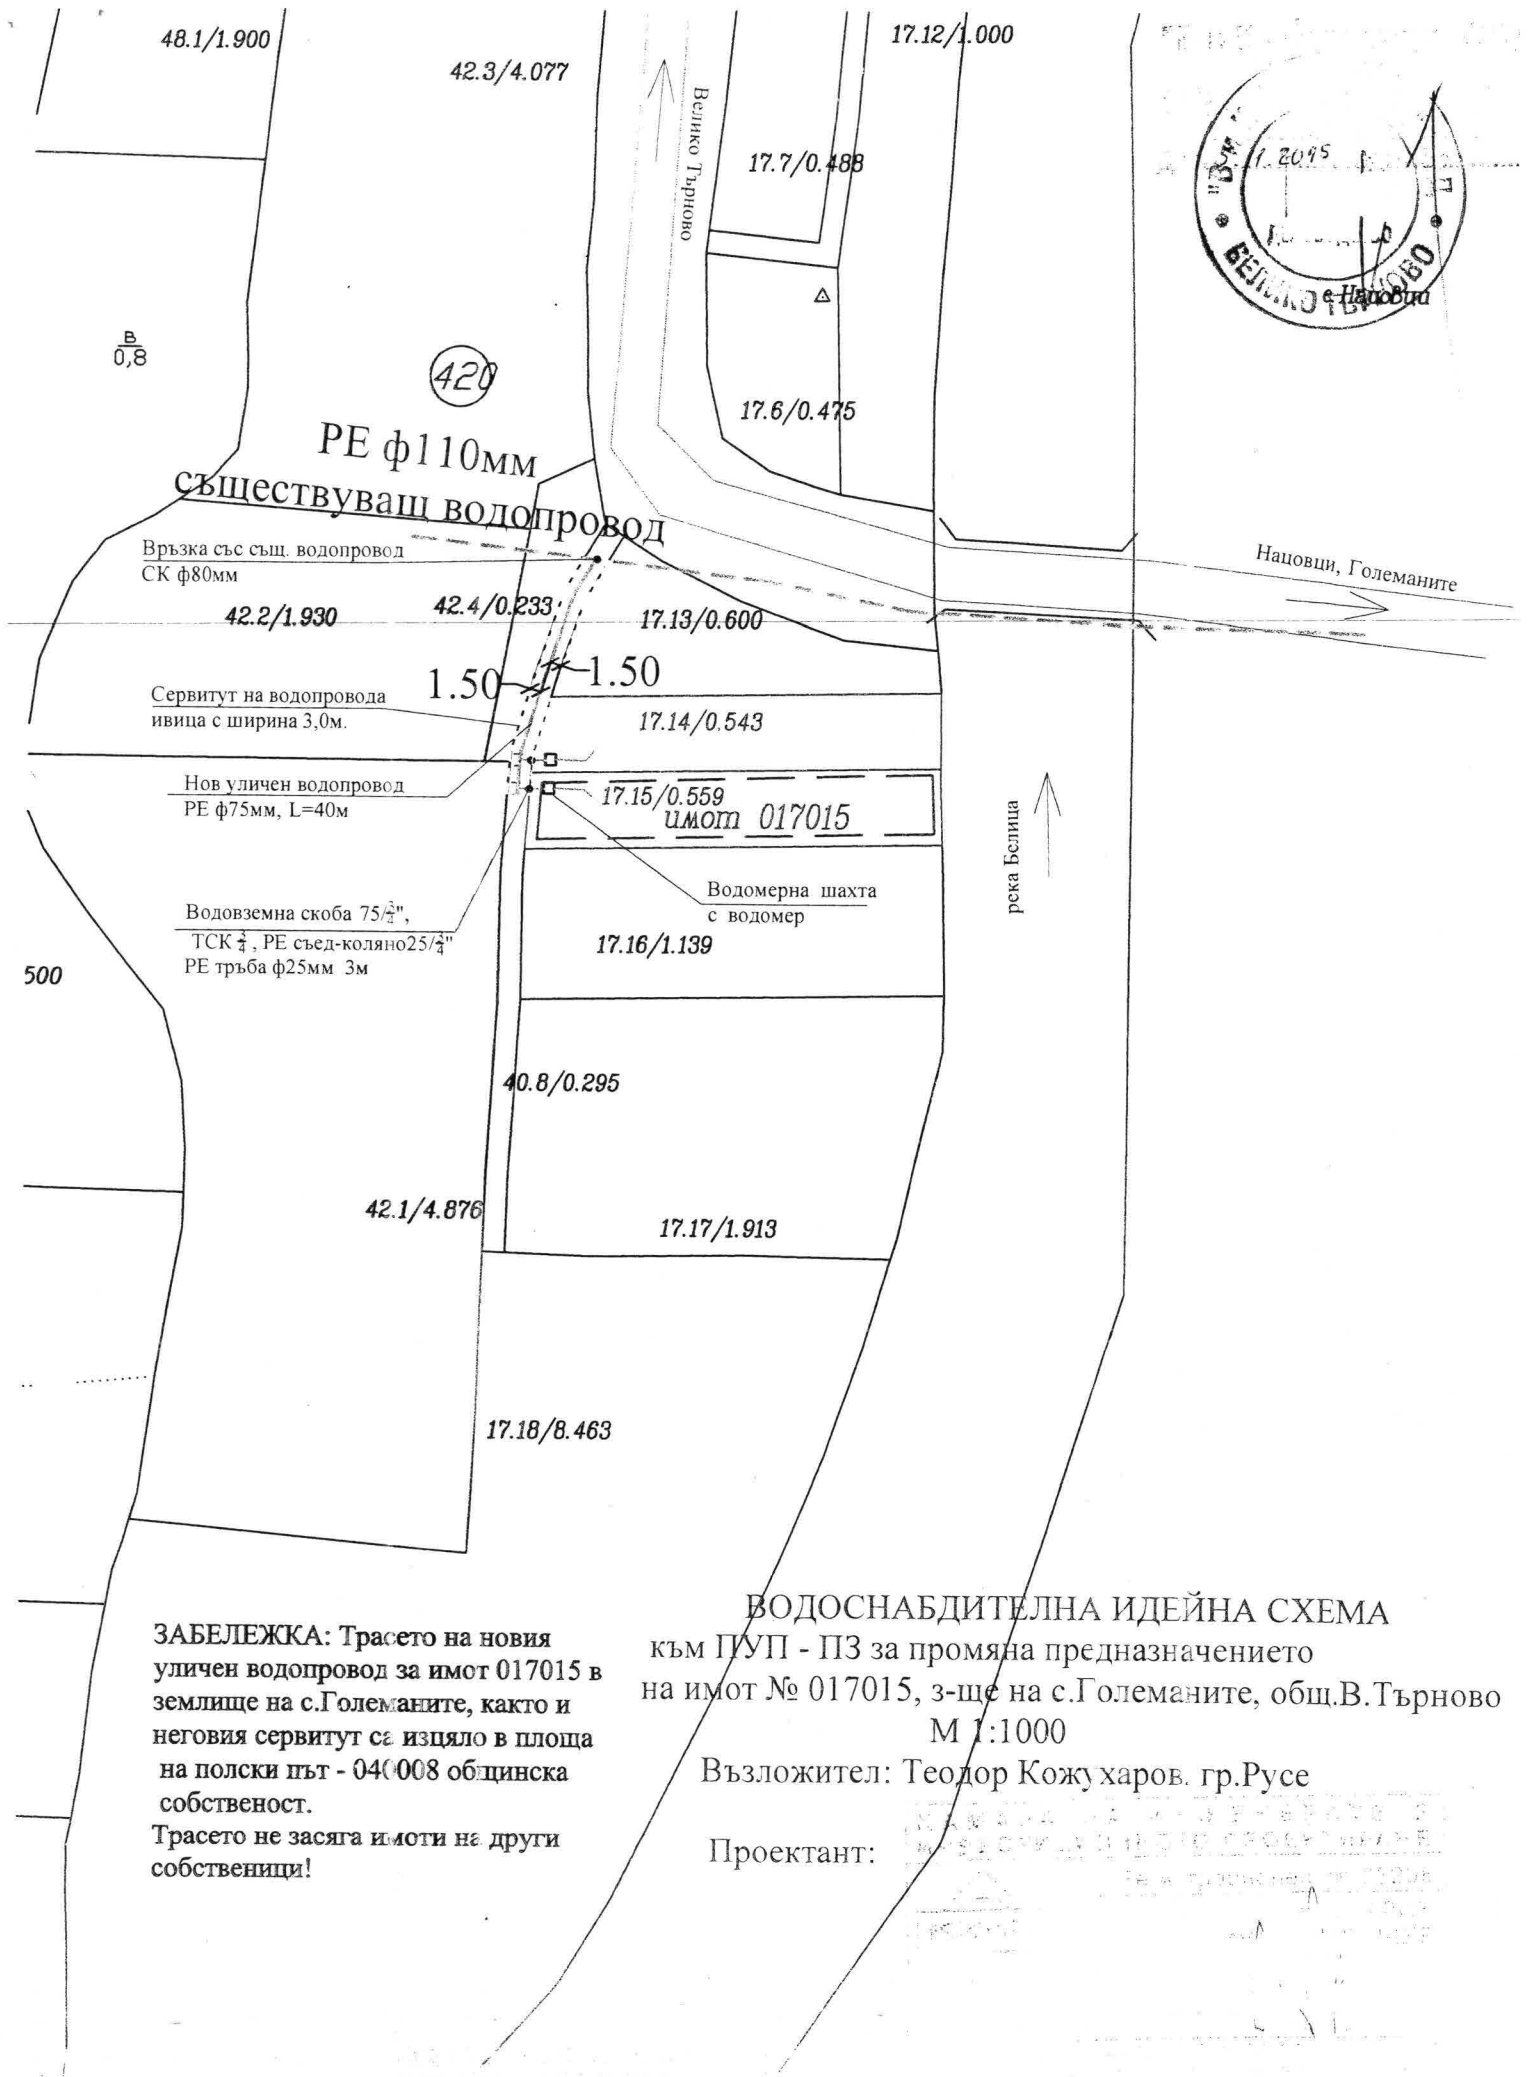 48.1/1.900
42.3/4.077
17.12/1.000
Велико Търново
17.7/0.488
ВЕЛИКО ТЪРНОВО
с Нацовци
В
0,8
420
17.6/0.475
PE ф110мм
съществуващ водопровод
Връзка със същ. водопровод
СК ф80мм
Нацовци, Големаните
42.2/1.930
42.4/0.233
17.13/0.600
1.50
1.50
Сервитут на водопровода
ивица с ширина 3,0м.
17.14/0.543
Нов уличен водопровод
PE ф75мм, L=40м
17.15/0.559
имот 017015
река Белица
Водомерна шахта
с водомер
Водовземна скоба 75/¾",
ТСК ¾ , PE съед-коляно25/¾"
PE тръба ф25мм 3м
17.16/1.139
500
40.8/0.295
42.1/4.876
17.17/1.913
17.18/8.463
ЗАБЕЛЕЖКА: Трасето на новия
уличен водопровод за имот 017015 в
землище на с.Големаните, както и
неговия сервитут са изцяло в площа
на полски път - 040008 общинска
собственост.
Трасето не засяга имоти на други
собственици!
ВОДОСНАБДИТЕЛНА ИДЕЙНА СХЕМА
към ПУП - ПЗ за промяна предназначението
на имот № 017015, з-ще на с.Големаните, общ.В.Търново
М 1:1000
Възложител: Теодор Кожухаров. гр.Русе
Проектант: